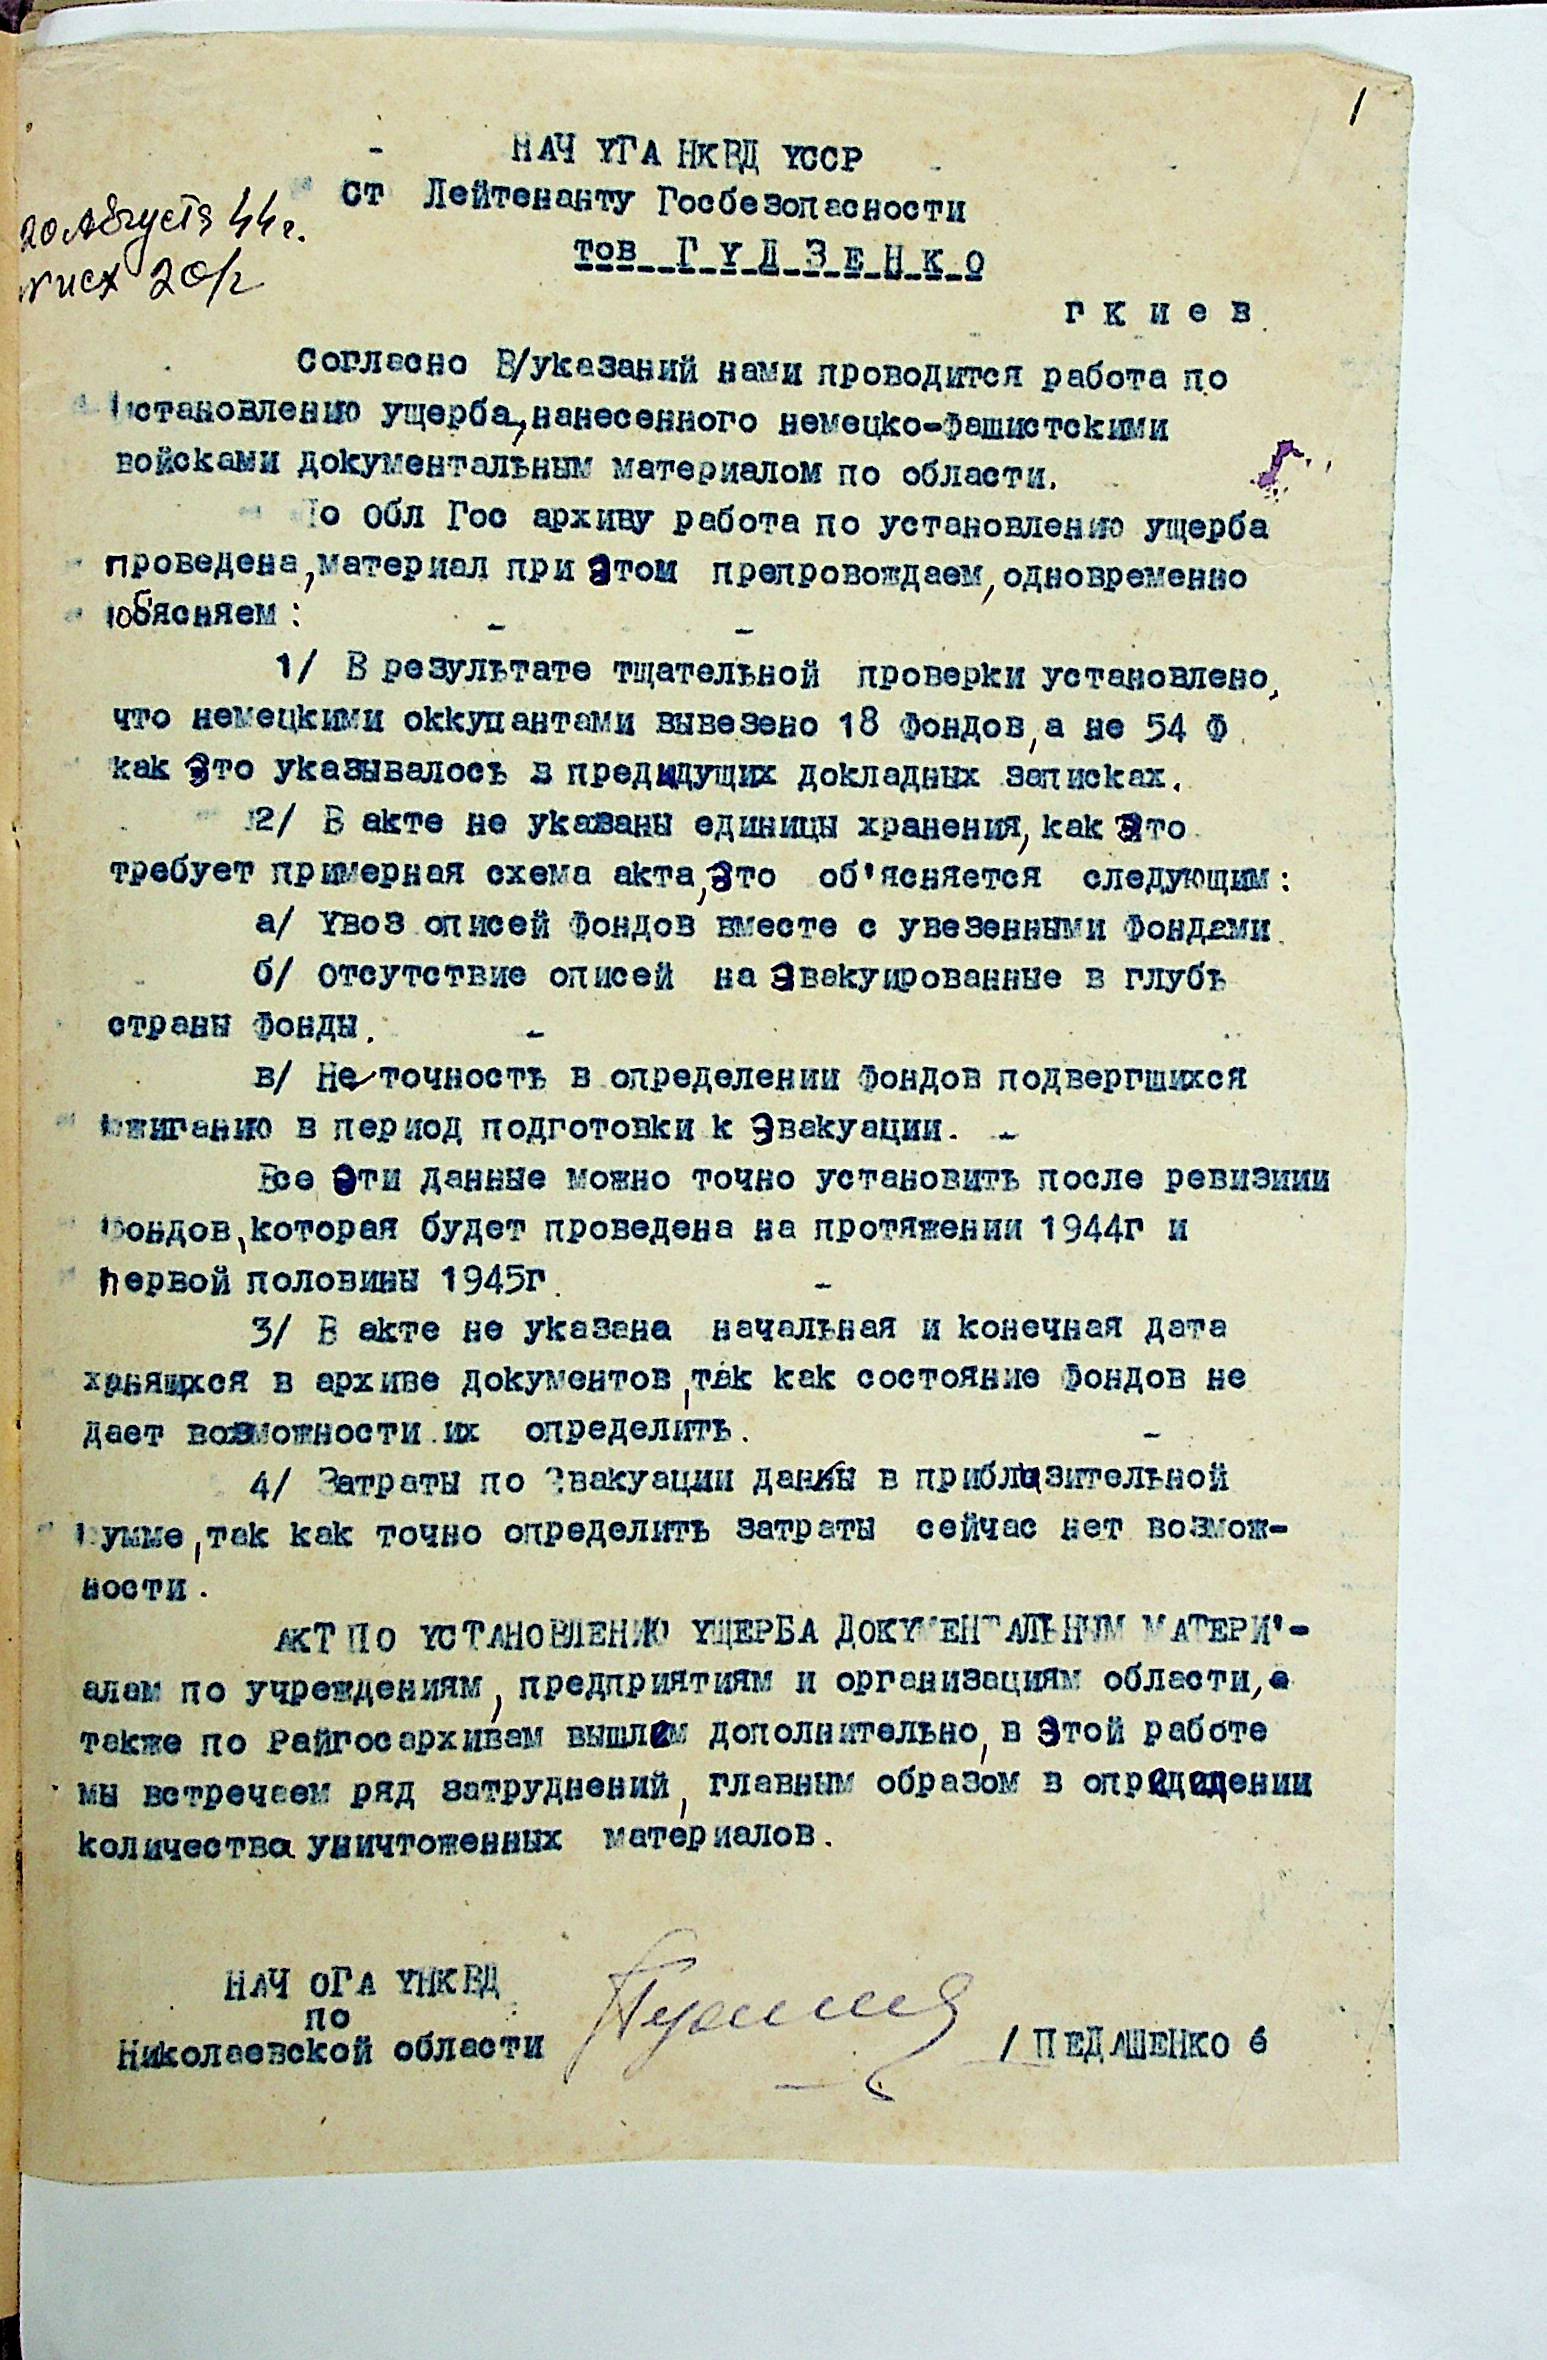 1
НАЧ УГА НКВД УССР
Ст Лейтенанту Госбезопасности
тов Г У Д З Е Н К О
20 Августа 44 г.
№ исх 20/г
г К и е в
Согласно В/указаний нами проводится работа по
установлению ущерба, нанесенного немецко-фашистскими
войсками документальным материалом по области.
По Обл Гос архиву работа по установлению ущерба
проведена, материал при этом препровождаем, одновременно
об'ясняем:
1/ В результате тщательной проверки установлено,
что немецкими оккупантами вывезено 18 фондов, а не 54 ф
как это указывалось в предыдущих докладных записках.
2/ В акте не указаны единицы хранения, как это
требует примерная схема акта, это об'ясняется следующим:
а/ Увоз описей фондов вместе с увезенными фондами.
б/ Отсутствие описей на эвакуированные в глубь
страны фонды.
в/ Не точность в определении фондов подвергшихся
сжиганию в период подготовки к эвакуации.
Все эти данные можно точно установить после ревизиии
фондов, которая будет проведена на протяжении 1944г и
первой половины 1945г.
3/ В акте не указана начальная и конечная дата
хранящихся в архиве документов, так как состояние фондов не
дает возможности их определить.
4/ Затраты по эвакуации даны в приблизительной
сумме, так как точно определить затраты сейчас нет возмож-
ности.
АКТ ПО УСТАНОВЛЕНИЮ УЩЕРБА ДОКУМЕНТАЛЬНЫМ МАТЕРИ'-
алам по учреждениям, предприятиям и организациям области, а
также по Райгосархивам вышлем дополнительно, в этой работе
мы встречаем ряд затруднений, главным образом в определении
количества уничтоженных материалов.
НАЧ ОГА УНКВД
по
Николаевской области
/ ПЕДАШЕНКО 6